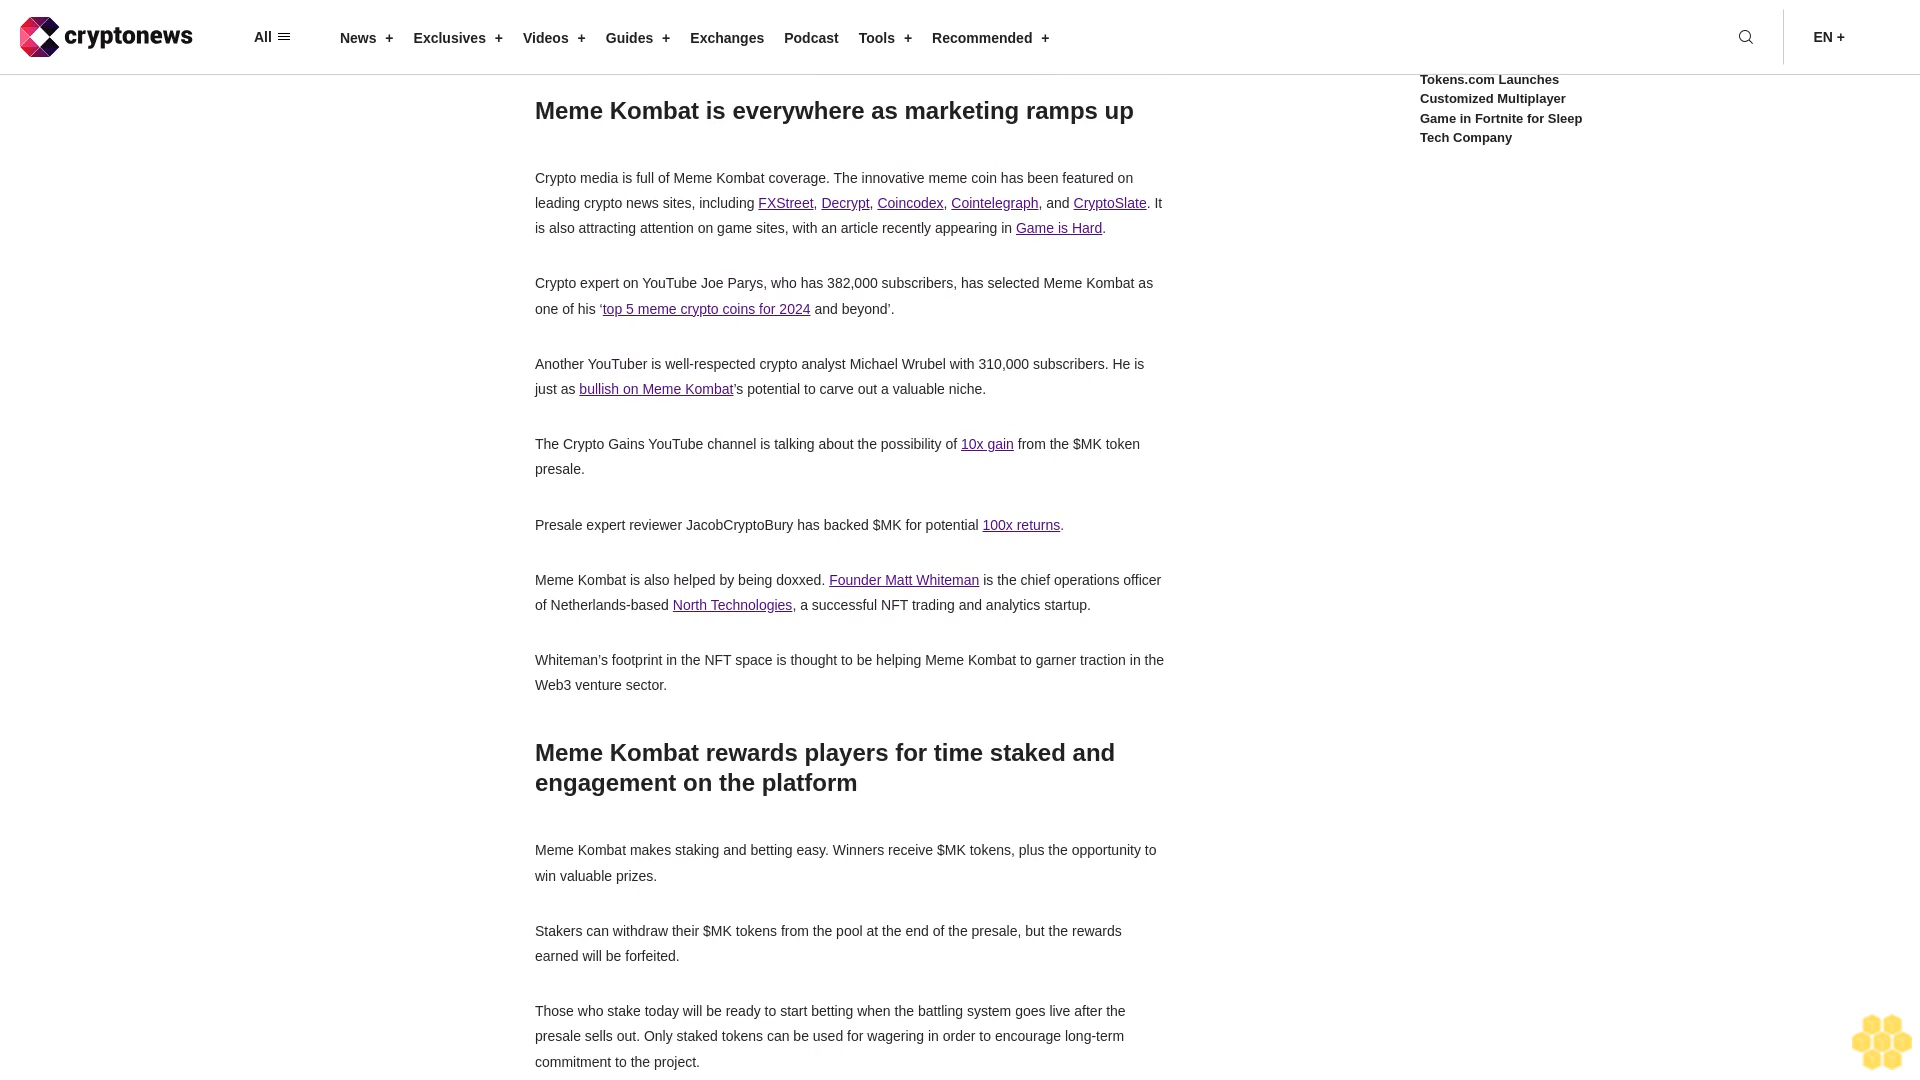 cryptonews
All
News +
Exclusives +
Videos +
Guides +
Exchanges
Podcast
Tools +
Recommended +
EN +
Tokens.com Launches
Customized Multiplayer
Game in Fortnite for Sleep
Tech Company
Meme Kombat is everywhere as marketing ramps up
Crypto media is full of Meme Kombat coverage. The innovative meme coin has been featured on
leading crypto news sites, including FXStreet, Decrypt, Coincodex, Cointelegraph, and CryptoSlate. It
is also attracting attention on game sites, with an article recently appearing in Game is Hard.
Crypto expert on YouTube Joe Parys, who has 382,000 subscribers, has selected Meme Kombat as
one of his ‘top 5 meme crypto coins for 2024 and beyond’.
Another YouTuber is well-respected crypto analyst Michael Wrubel with 310,000 subscribers. He is
just as bullish on Meme Kombat’s potential to carve out a valuable niche.
The Crypto Gains YouTube channel is talking about the possibility of 10x gain from the $MK token
presale.
Presale expert reviewer JacobCryptoBury has backed $MK for potential 100x returns.
Meme Kombat is also helped by being doxxed. Founder Matt Whiteman is the chief operations officer
of Netherlands-based North Technologies, a successful NFT trading and analytics startup.
Whiteman’s footprint in the NFT space is thought to be helping Meme Kombat to garner traction in the
Web3 venture sector.
Meme Kombat rewards players for time staked and
engagement on the platform
Meme Kombat makes staking and betting easy. Winners receive $MK tokens, plus the opportunity to
win valuable prizes.
Stakers can withdraw their $MK tokens from the pool at the end of the presale, but the rewards
earned will be forfeited.
Those who stake today will be ready to start betting when the battling system goes live after the
presale sells out. Only staked tokens can be used for wagering in order to encourage long-term
commitment to the project.